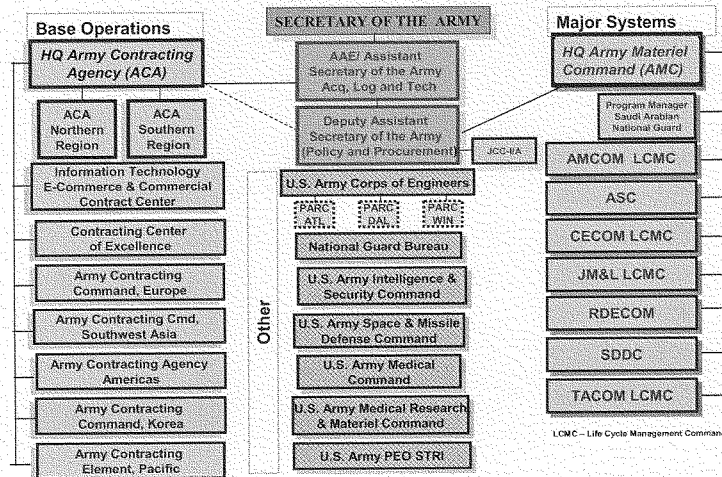 SECRETARY OF THE ARMY
Base Operations
HQ Army Contracting
Agency (ACA)
ACA
Northern
Region
ACA
Southern
Region
Information Technology
E-Commerce & Commercial
Contract Center
Contracting Center
of Excellence
Army Contracting
Command, Europe
Army Contracting Cmd,
Southwest Asia
Army Contracting Agency
Americas
Army Contracting
Command, Korea
Army Contracting
Element, Pacific
AAE/ Assistant
Secretary of the Army
Acq, Log and Tech
Deputy Assistant
Secretary of the Army
(Policy and Procurement)
JCC-I/A
Other
U.S. Army Corps of Engineers
PARC
ATL
PARC
DAL
PARC
WIN
National Guard Bureau
U.S. Army Intelligence &
Security Command
U.S. Army Space & Missile
Defense Command
U.S. Army Medical
Command
U.S. Army Medical Research
& Materiel Command
U.S. Army PEO STRI
Major Systems
HQ Army Materiel
Command (AMC)
Program Manager
Saudi Arabian
National Guard
AMCOM LCMC
ASC
CECOM LCMC
JM&L LCMC
RDECOM
SDDC
TACOM LCMC
LCMC – Life Cycle Management Comman